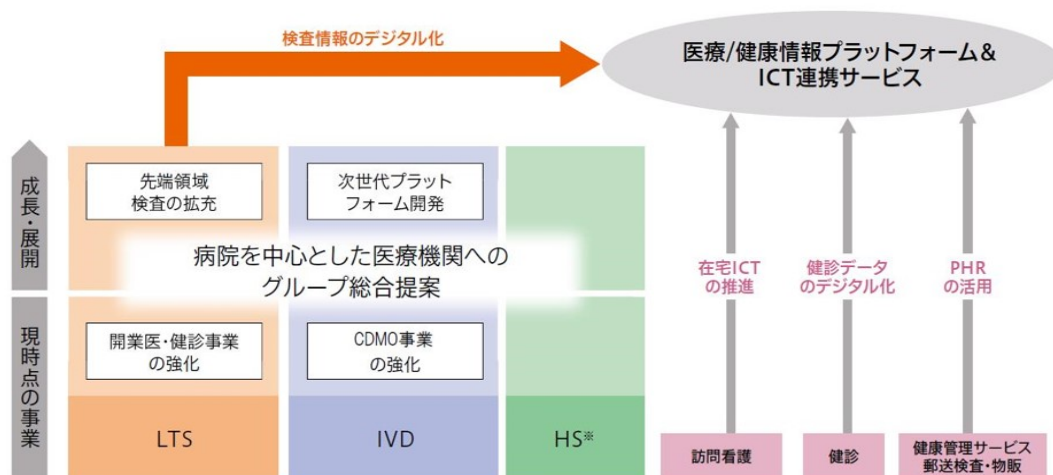 検査情報のデジタル化
医療/健康情報プラットフォーム&
ICT連携サービス
成長・展開
先端領域
検査の拡充
次世代プラット
フォーム開発
病院を中心とした医療機関への
グループ総合提案
在宅ICT
の推進
健診データ
のデジタル化
PHR
の活用
現時点の事業
開業医・健診事業
の強化
CDMO事業
の強化
LTS
IVD
HS※
訪問看護
健診
健康管理サービス
郵送検査・物販